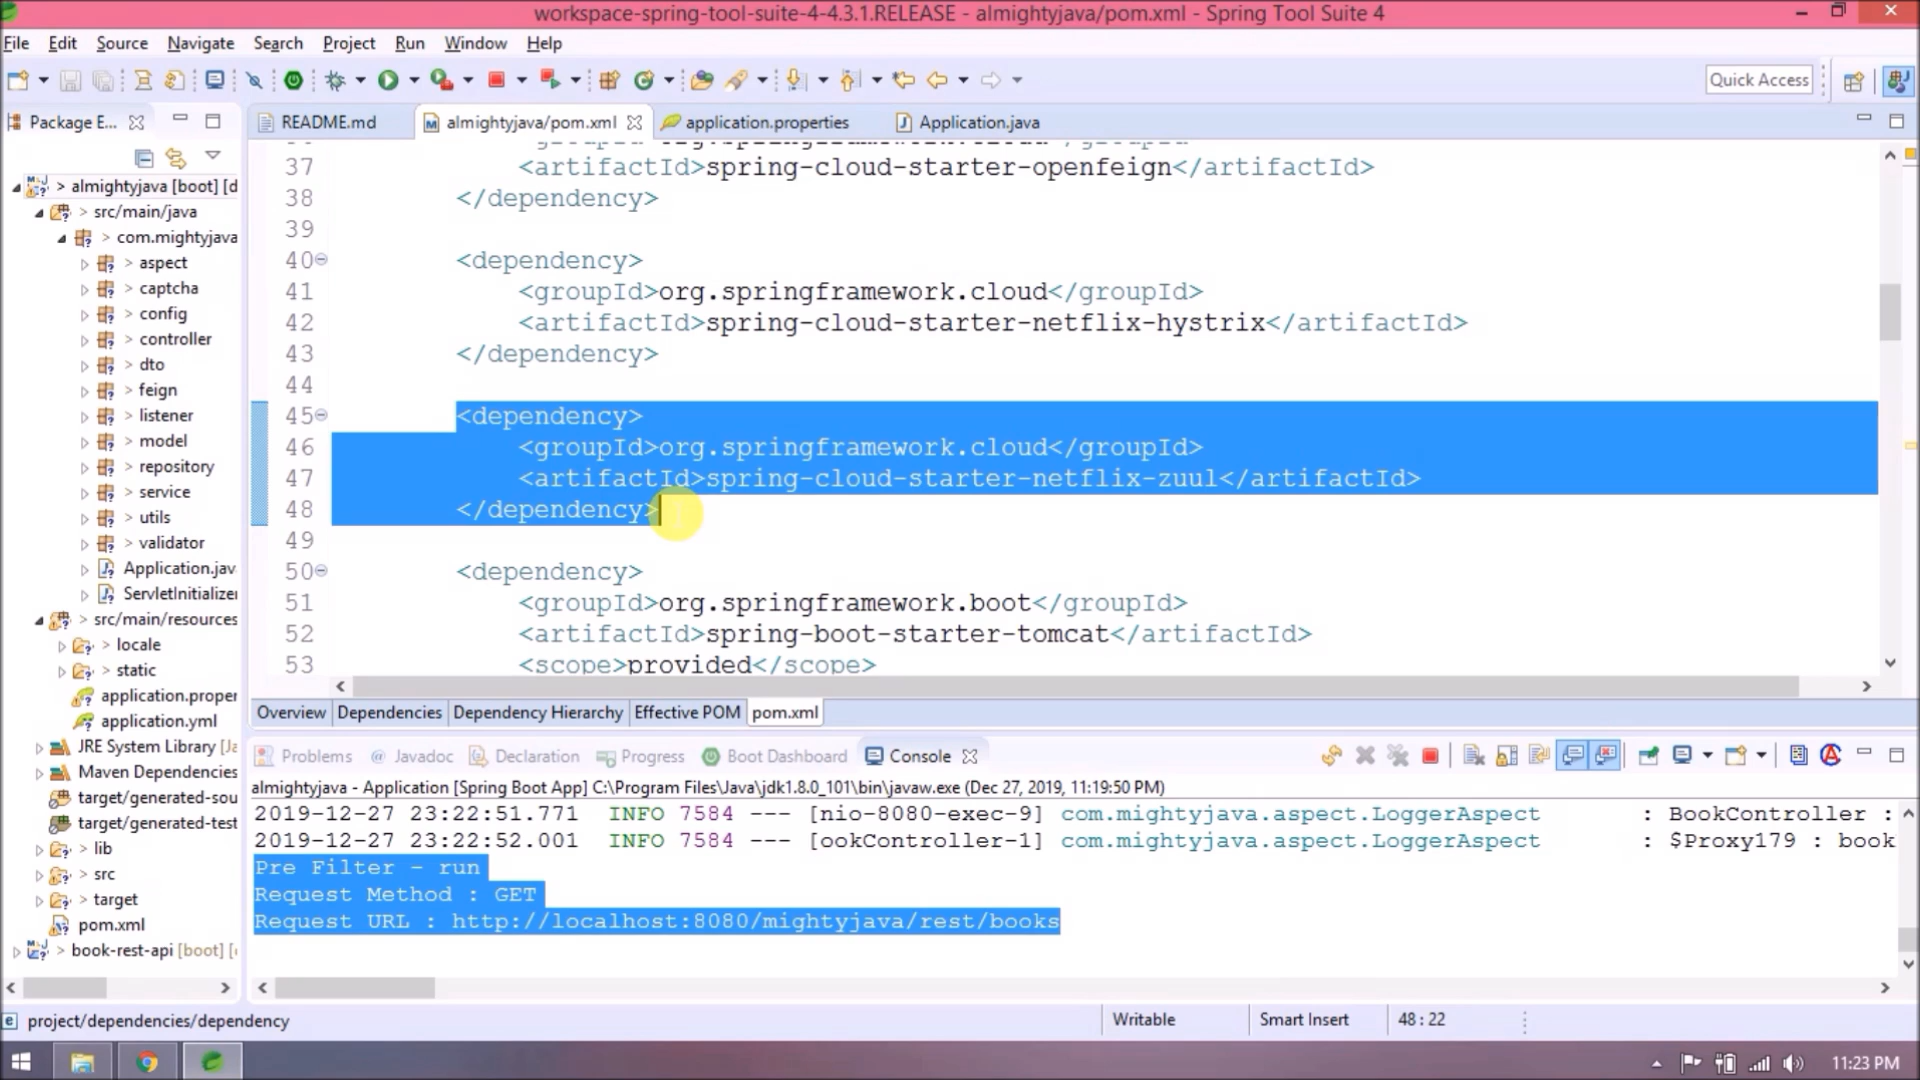 workspace-spring-tool-suite-4-4.3.1.RELEASE - almightyjava/pom.xml - Spring Tool Suite 4
File Edit Source Navigate Search Project Run Window Help
Quick Access
Package E...
README.md
almightyjava/pom.xml
application.properties
Application.java
> almightyjava [boot] [d
> src/main/java
> com.mightyjava
> aspect
> captcha
> config
> controller
> dto
> feign
> listener
> model
> repository
> service
> utils
> validator
Application.jav
ServletInitializer
> src/main/resources
> locale
> static
application.proper
application.yml
JRE System Library [Ja
Maven Dependencies
target/generated-sou
target/generated-test
> lib
> src
> target
pom.xml
> book-rest-api [boot] [
37 <artifactId>spring-cloud-starter-openfeign</artifactId>
38 </dependency>
39
40 <dependency>
41 <groupId>org.springframework.cloud</groupId>
42 <artifactId>spring-cloud-starter-netflix-hystrix</artifactId>
43 </dependency>
44
45 <dependency>
46 <groupId>org.springframework.cloud</groupId>
47 <artifactId>spring-cloud-starter-netflix-zuul</artifactId>
48 </dependency>
49
50 <dependency>
51 <groupId>org.springframework.boot</groupId>
52 <artifactId>spring-boot-starter-tomcat</artifactId>
53 <scope>provided</scope>
Overview Dependencies Dependency Hierarchy Effective POM pom.xml
Problems Javadoc Declaration Progress Boot Dashboard Console
almightyjava - Application [Spring Boot App] C:\Program Files\Java\jdk1.8.0_101\bin\javaw.exe (Dec 27, 2019, 11:19:50 PM)
2019-12-27 23:22:51.771 INFO 7584 --- [nio-8080-exec-9] com.mightyjava.aspect.LoggerAspect : BookController :
2019-12-27 23:22:52.001 INFO 7584 --- [ookController-1] com.mightyjava.aspect.LoggerAspect : $Proxy179 : book
Pre Filter - run
Request Method : GET
Request URL : http://localhost:8080/mightyjava/rest/books
project/dependencies/dependency
Writable
Smart Insert
48 : 22
11:23 PM